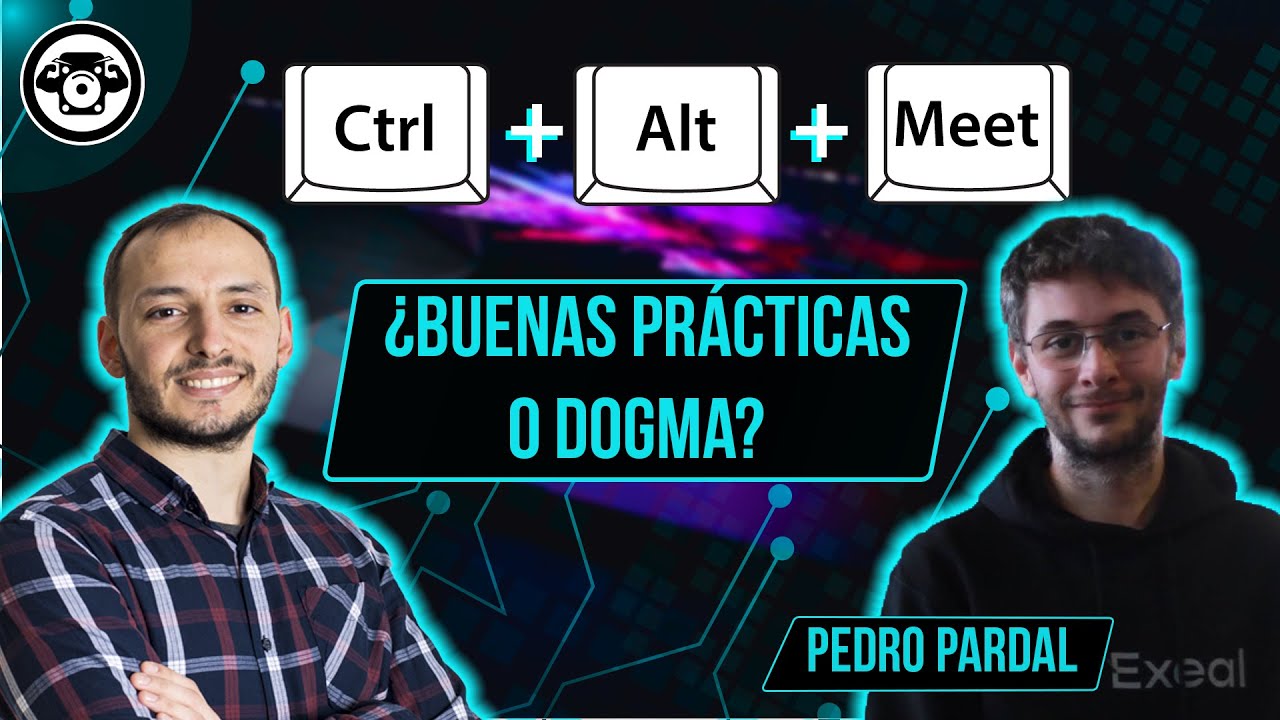 Ctrl + Alt + Meet
¿BUENAS PRÁCTICAS
O DOGMA?
PEDRO PARDAL
Exeal